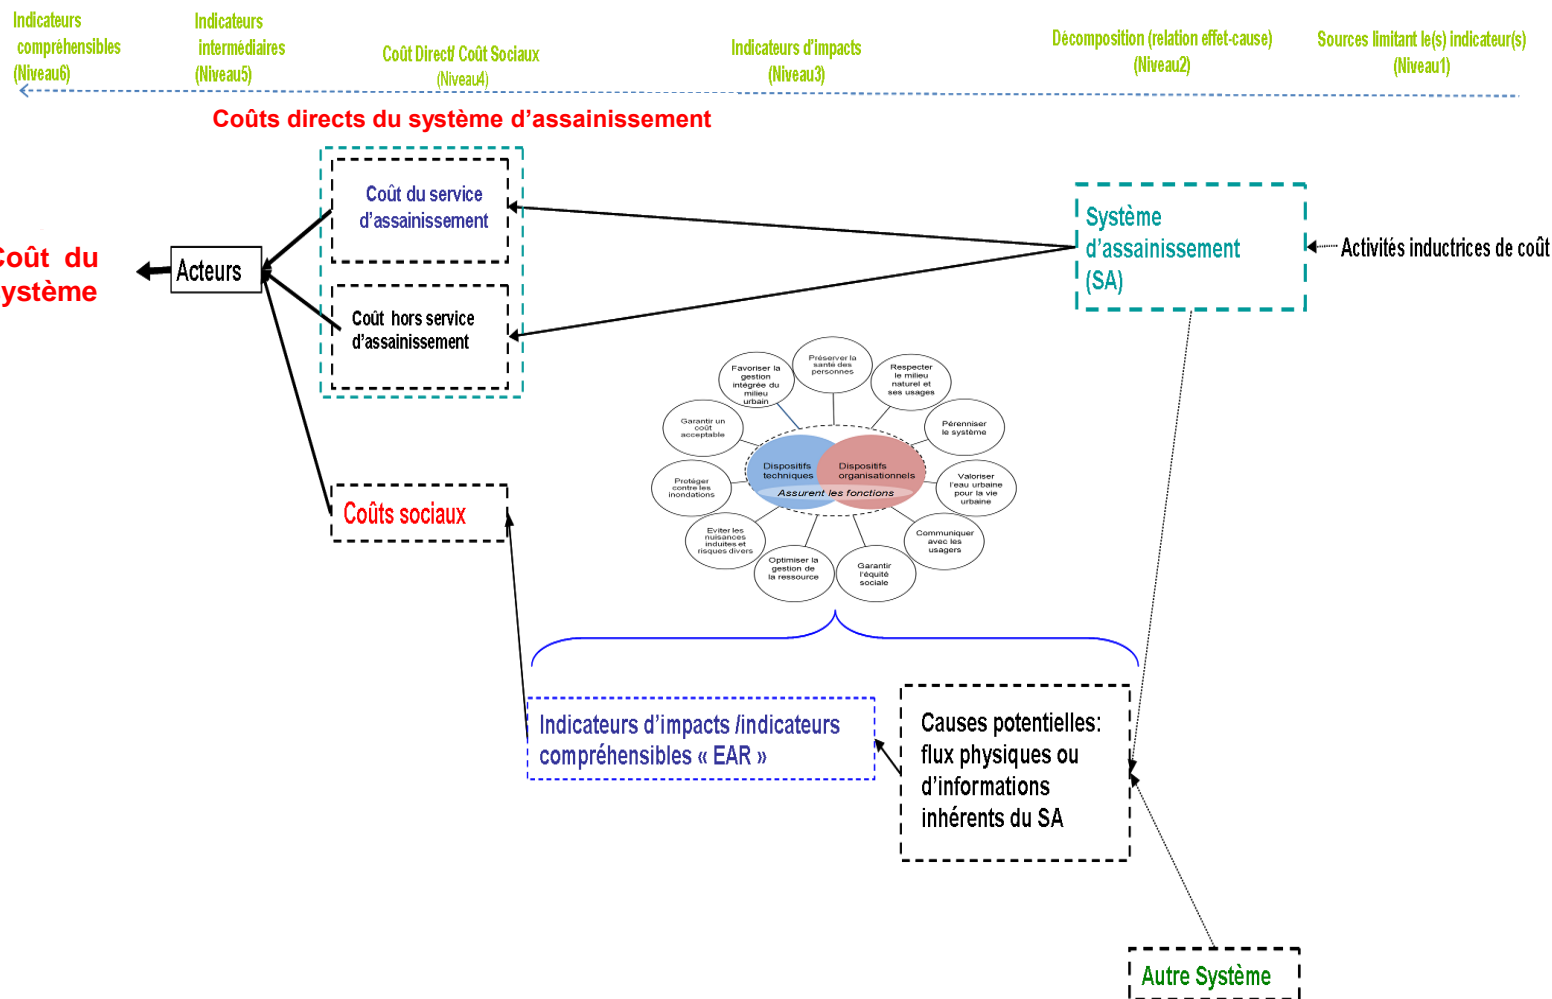 Indicateurs
compréhensibles
(Niveau6)
Indicateurs
intermédiaires
(Niveau5)
Coût Direct/ Coût Sociaux
(Niveau4)
Indicateurs d'impacts
(Niveau3)
Décomposition (relation effet-cause)
(Niveau2)
Sources limitant le(s) indicateur(s)
(Niveau1)
Coûts directs du système d'assainissement
Coût du service
d'assainissement
Système
d'assainissement
(SA)
Activités inductrices de coût
Coût du
système
Acteurs
Coût hors service
d'assainissement
Préserver la
santé des
personnes
Favoriser la
gestion
intégrée du
milieu
urbain
Respecter
le milieu
naturel et
ses usages
Garantir un
coût
acceptable
Pérenniser
le système
Dispositifs
techniques
Dispositifs
organisationnels
Assurent les fonctions
Protéger
contre les
inondations
Valoriser
l'eau urbaine
pour la vie
urbaine
Coûts sociaux
Eviter les
nuisances
induites et
risques divers
Communiquer
avec les
usagers
Optimiser la
gestion de
la ressource
Garantir
l'équité
sociale
Indicateurs d'impacts /indicateurs
compréhensibles « EAR »
Causes potentielles:
flux physiques ou
d'informations
inhérents du SA
Autre Système